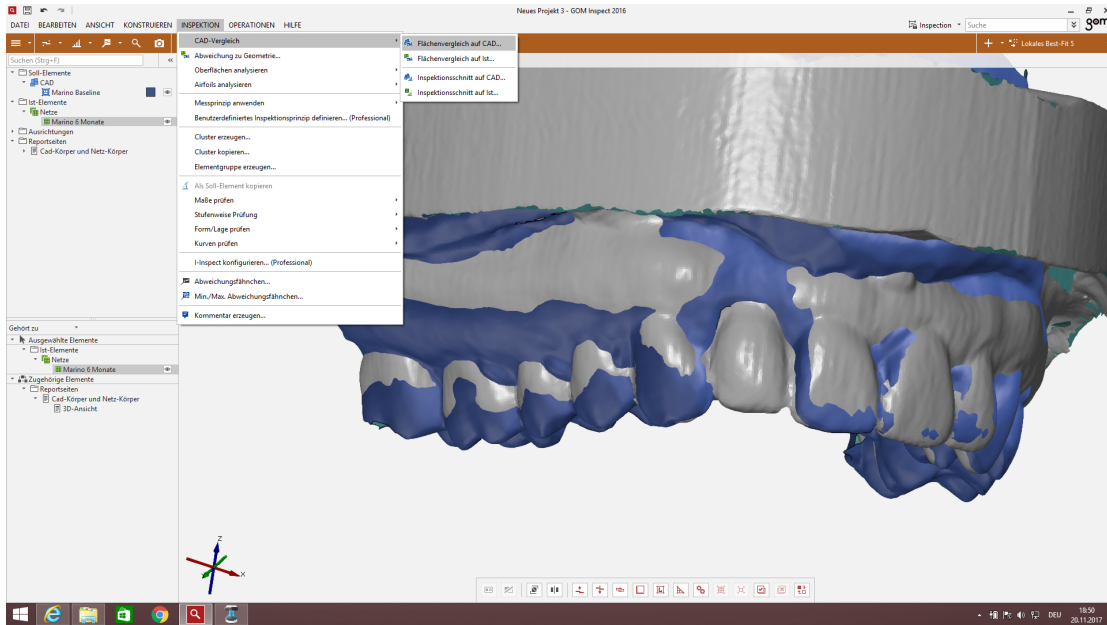 Neues Projekt 3 - GOM Inspect 2016
DATEI BEARBEITEN ANSICHT KONSTRUIEREN INSPEKTION OPERATIONEN HILFE
Inspection
Suche
gom
Lokales Best-Fit 5
Suchen (Strg+F)
Soll-Elemente
CAD
Marino Baseline
Ist-Elemente
Netze
Marino 6 Monate
Ausrichtungen
Reportseiten
Cad-Körper und Netz-Körper
CAD-Vergleich
Abweichung zu Geometrie...
Oberflächen analysieren
Airfoils analysieren
Messprinzip anwenden
Benutzerdefiniertes Inspektionsprinzip definieren... (Professional)
Cluster erzeugen...
Cluster kopieren...
Elementgruppe erzeugen...
Als Soll-Element kopieren
Maße prüfen
Stufenweise Prüfung
Form/Lage prüfen
Kurven prüfen
I-Inspect konfigurieren... (Professional)
Abweichungsfähnchen...
Min./Max. Abweichungsfähnchen...
Kommentar erzeugen...
Flächenvergleich auf CAD...
Flächenvergleich auf Ist...
Inspektionsschnitt auf CAD...
Inspektionsschnitt auf Ist...
Gehört zu
Ausgewählte Elemente
Ist-Elemente
Netze
Marino 6 Monate
Zugehörige Elemente
Reportseiten
Cad-Körper und Netz-Körper
3D-Ansicht
Z
X
DEU
18:50
20.11.2017